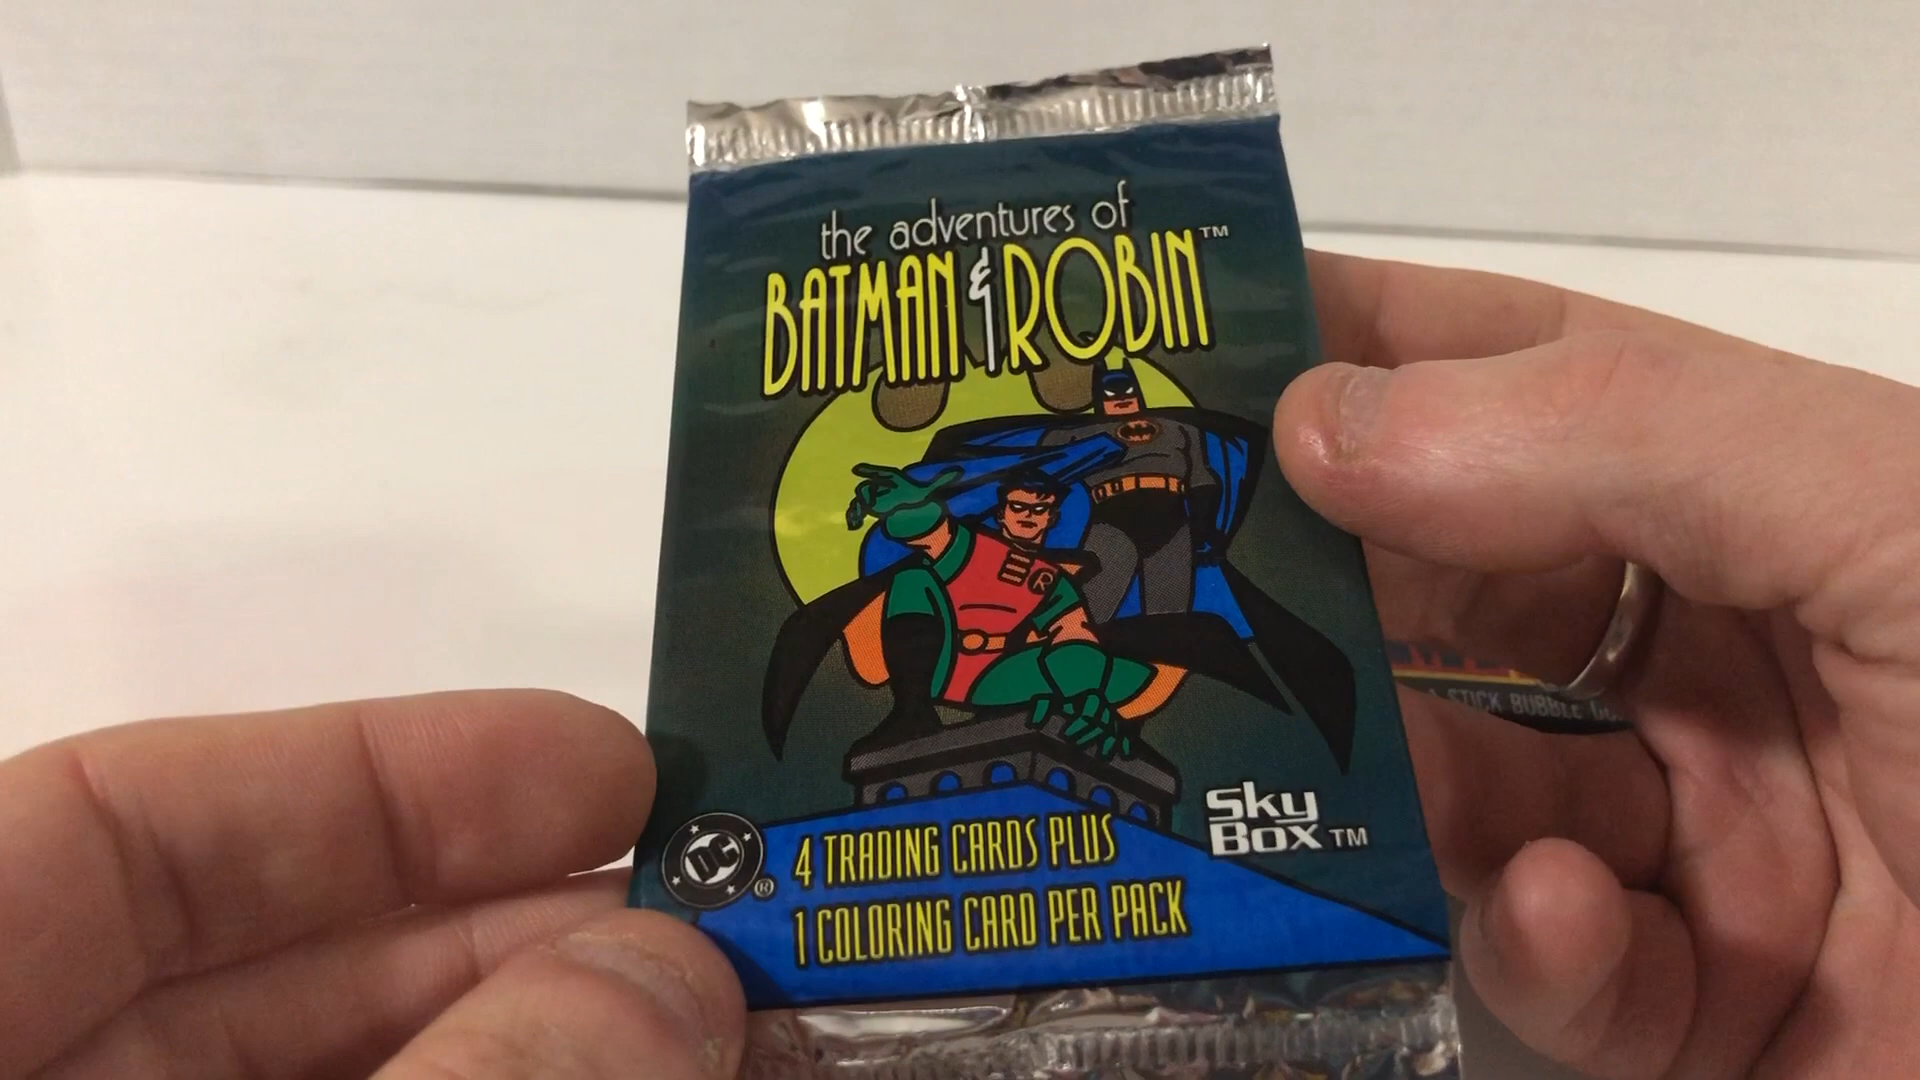 the adventures of
BATMAN & ROBIN™
R
Sky
Box™
DC®
4 TRADING CARDS PLUS
1 COLORING CARD PER PACK
1 STICK BUBBLE